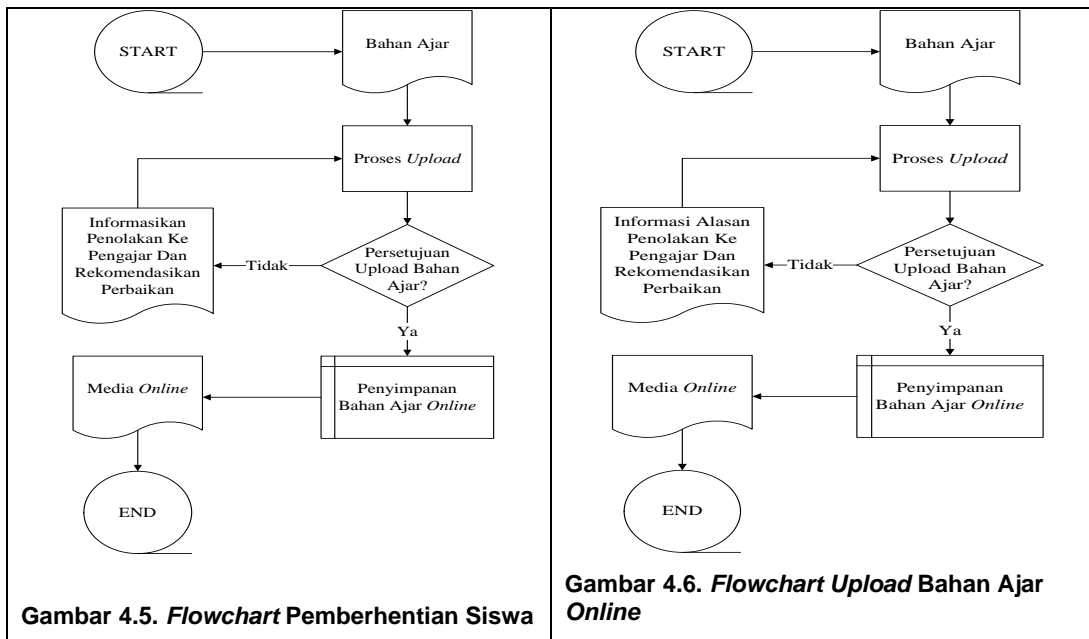 START
Bahan Ajar
Proses Upload
Informasikan
Penolakan Ke
Pengajar Dan
Rekomendasikan
Perbaikan
Tidak
Persetujuan
Upload Bahan
Ajar?
Ya
Media Online
Penyimpanan
Bahan Ajar Online
END
Gambar 4.5. Flowchart Pemberhentian Siswa
START
Bahan Ajar
Proses Upload
Informasi Alasan
Penolakan Ke
Pengajar Dan
Rekomendasikan
Perbaikan
Tidak
Persetujuan
Upload Bahan
Ajar?
Ya
Media Online
Penyimpanan
Bahan Ajar Online
END
Gambar 4.6. Flowchart Upload Bahan Ajar
Online